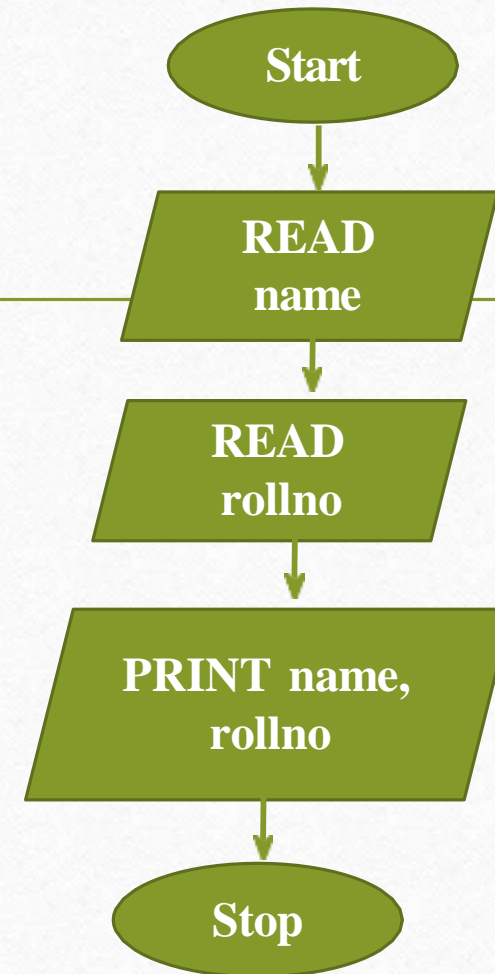 Start
READ
name
READ
rollno
PRINT name,
rollno
Stop